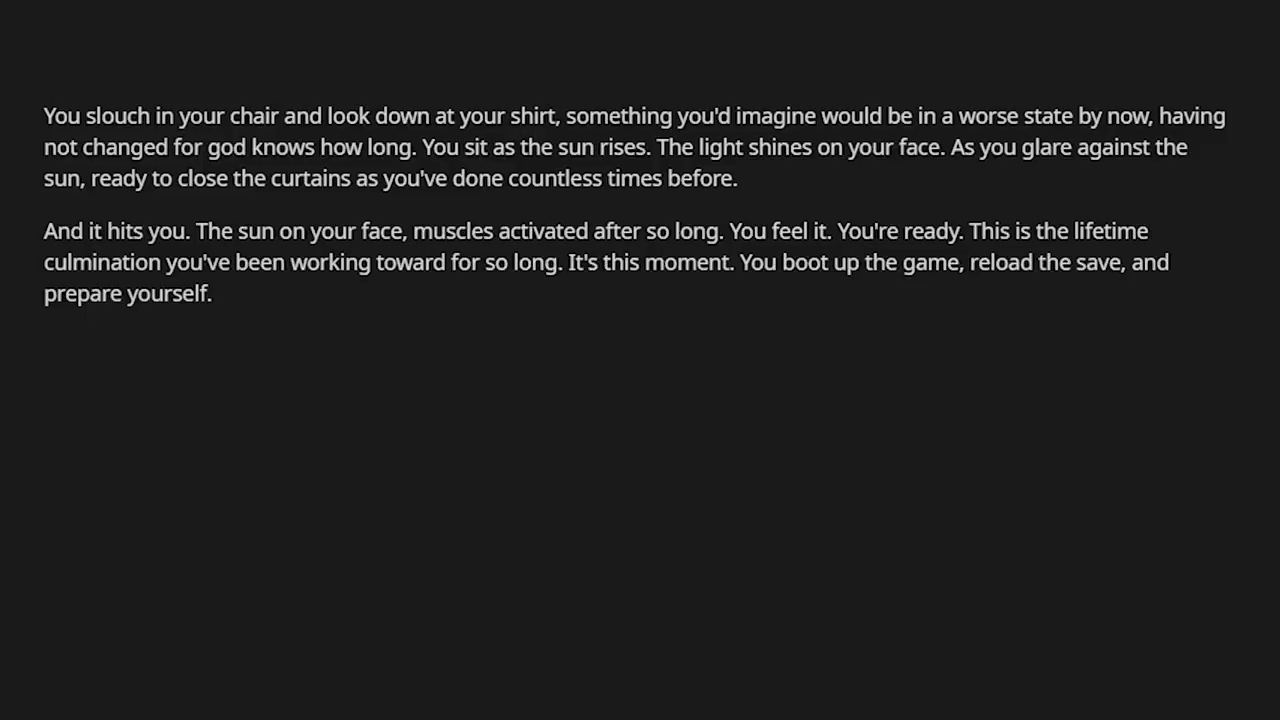 You slouch in your chair and look down at your shirt, something you'd imagine would be in a worse state by now, having
not changed for god knows how long. You sit as the sun rises. The light shines on your face. As you glare against the
sun, ready to close the curtains as you've done countless times before.
And it hits you. The sun on your face, muscles activated after so long. You feel it. You're ready. This is the lifetime
culmination you've been working toward for so long. It's this moment. You boot up the game, reload the save, and
prepare yourself.